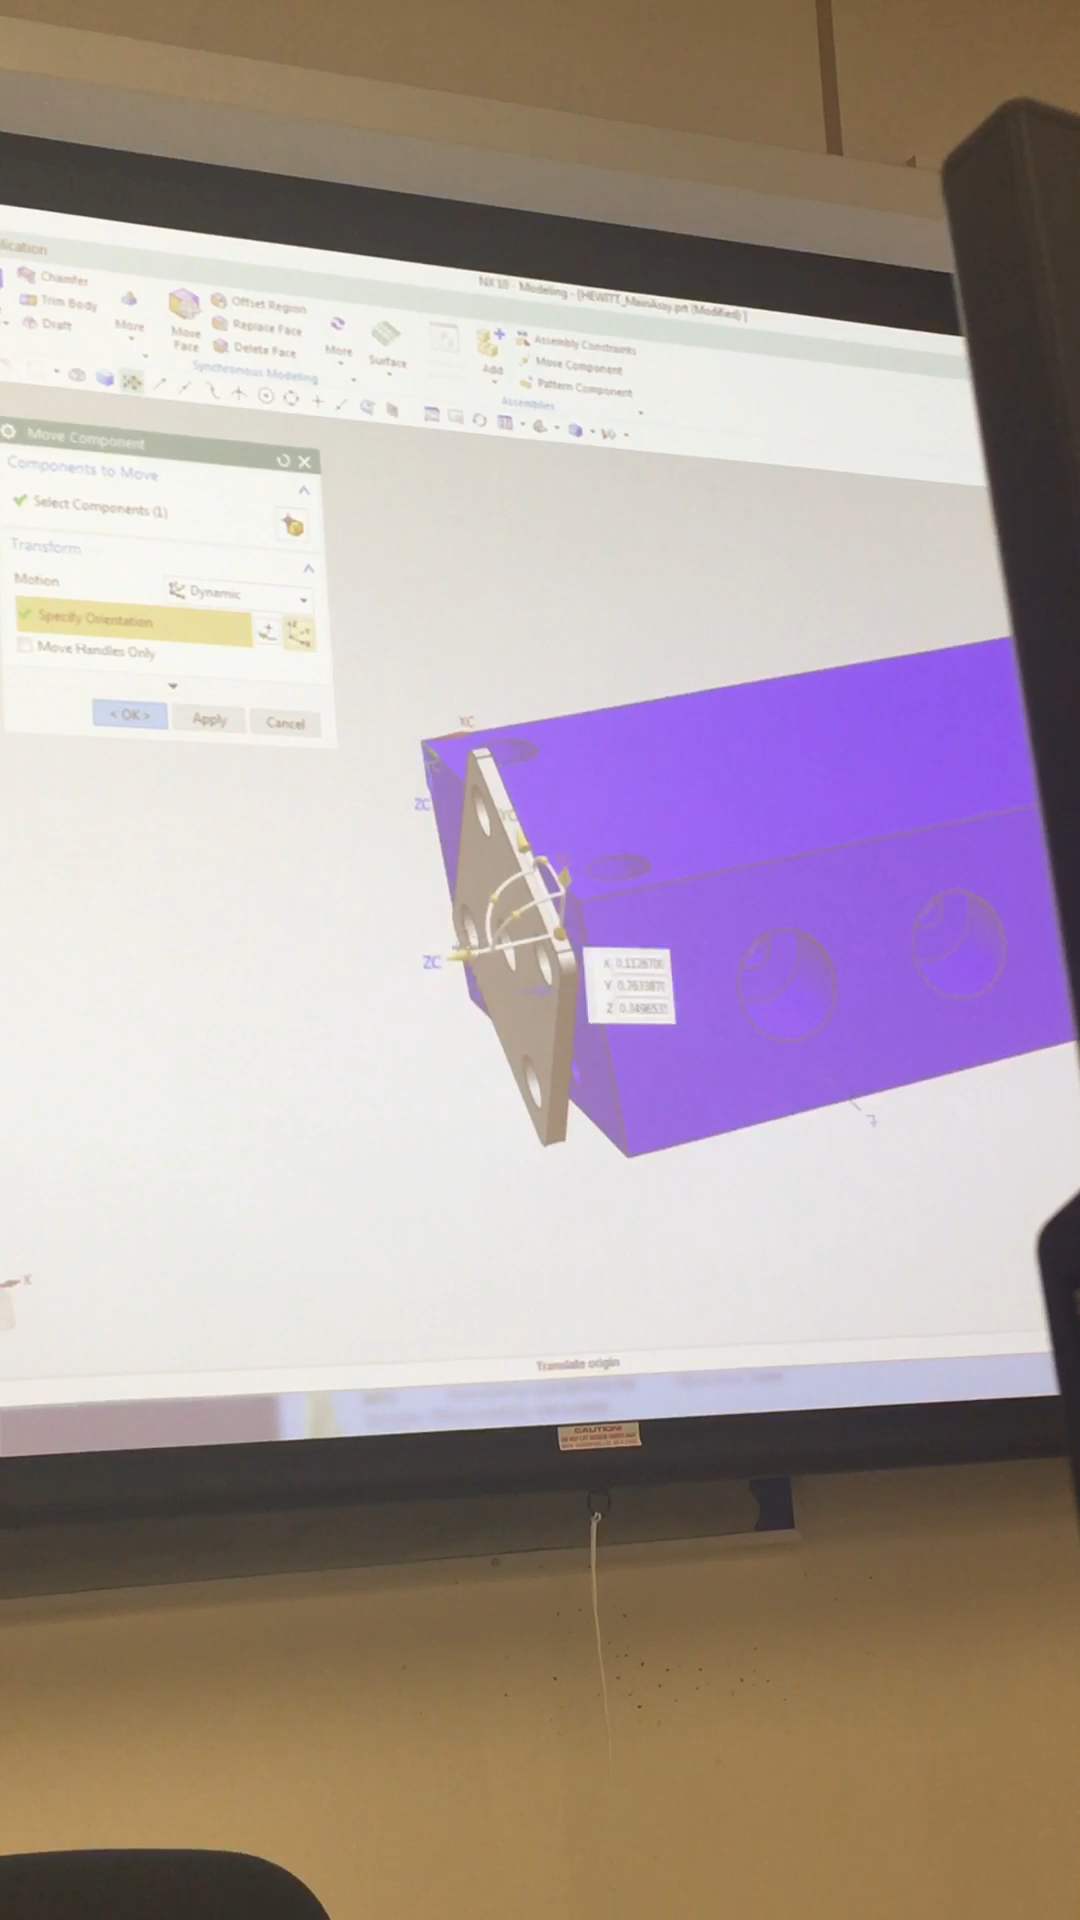 lication
NX 10 - Modeling - [HEWITT_MainAssy.prt (Modified) ]
Chamfer
Trim Body
Draft
More
Move Face
Offset Region
Replace Face
Delete Face
More
Surface
Synchronous Modeling
Add
Assembly Constraints
Move Component
Pattern Component
Assemblies
Move Component
Components to Move
Select Components (1)
Transform
Motion
Dynamic
Specify Orientation
Move Handles Only
< OK >
Apply
Cancel
XC
ZC
YC
ZC
X
Y
Z
X
Translate origin
CAUTION!